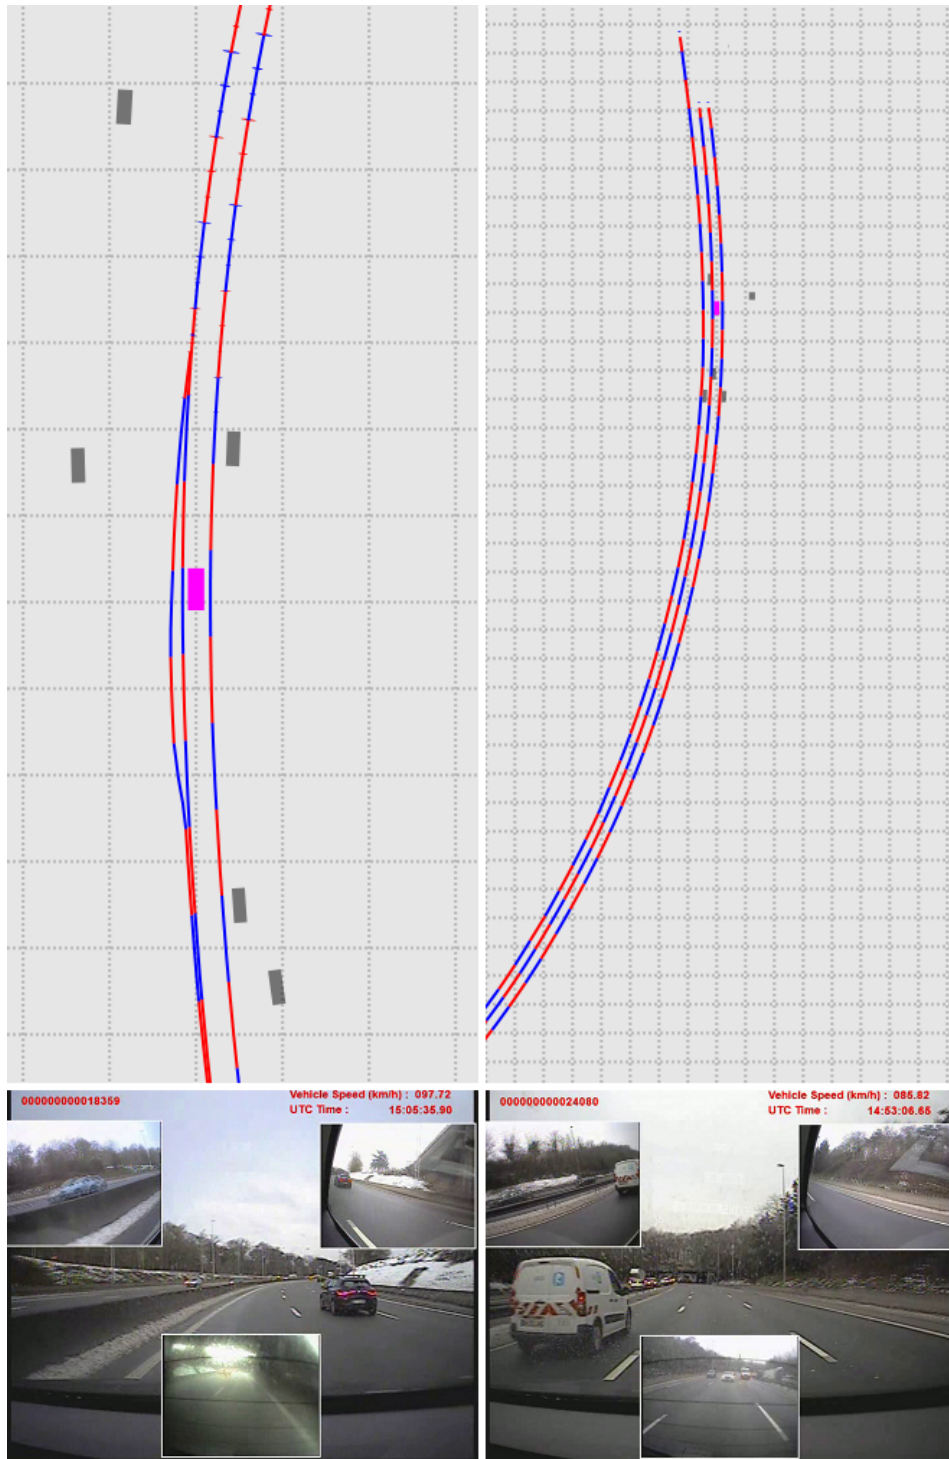 000000000018359
Vehicle Speed (km/h) : 097.72
UTC Time : 15:05:35.90
000000000024080
Vehicle Speed (km/h) : 085.82
UTC Time : 14:53:06.65